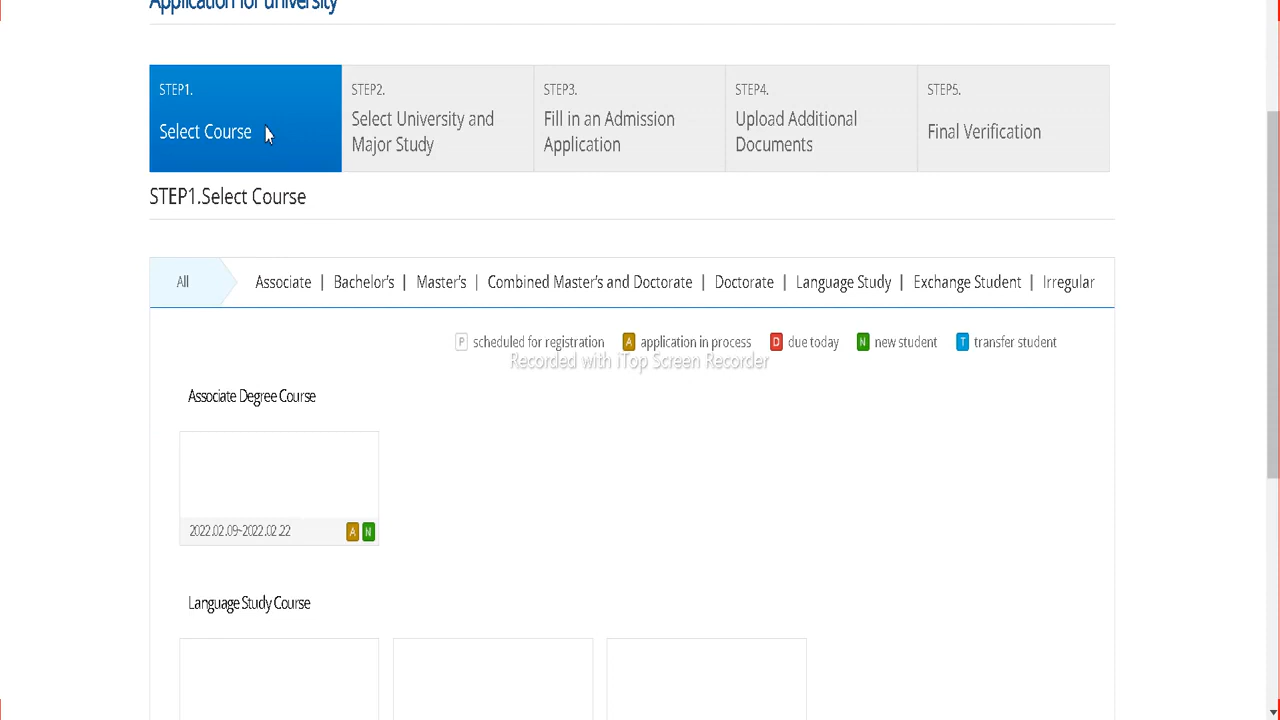 Application for university
STEP1.
Select Course
STEP2.
Select University and
Major Study
STEP3.
Fill in an Admission
Application
STEP4.
Upload Additional
Documents
STEP5.
Final Verification
STEP1.Select Course
All
Associate | Bachelor's | Master's | Combined Master's and Doctorate | Doctorate | Language Study | Exchange Student | Irregular
P scheduled for registration A application in process D due today N new student T transfer student
Recorded with iTop Screen Recorder
Associate Degree Course
2022.02.09~2022.02.22 A N
Language Study Course